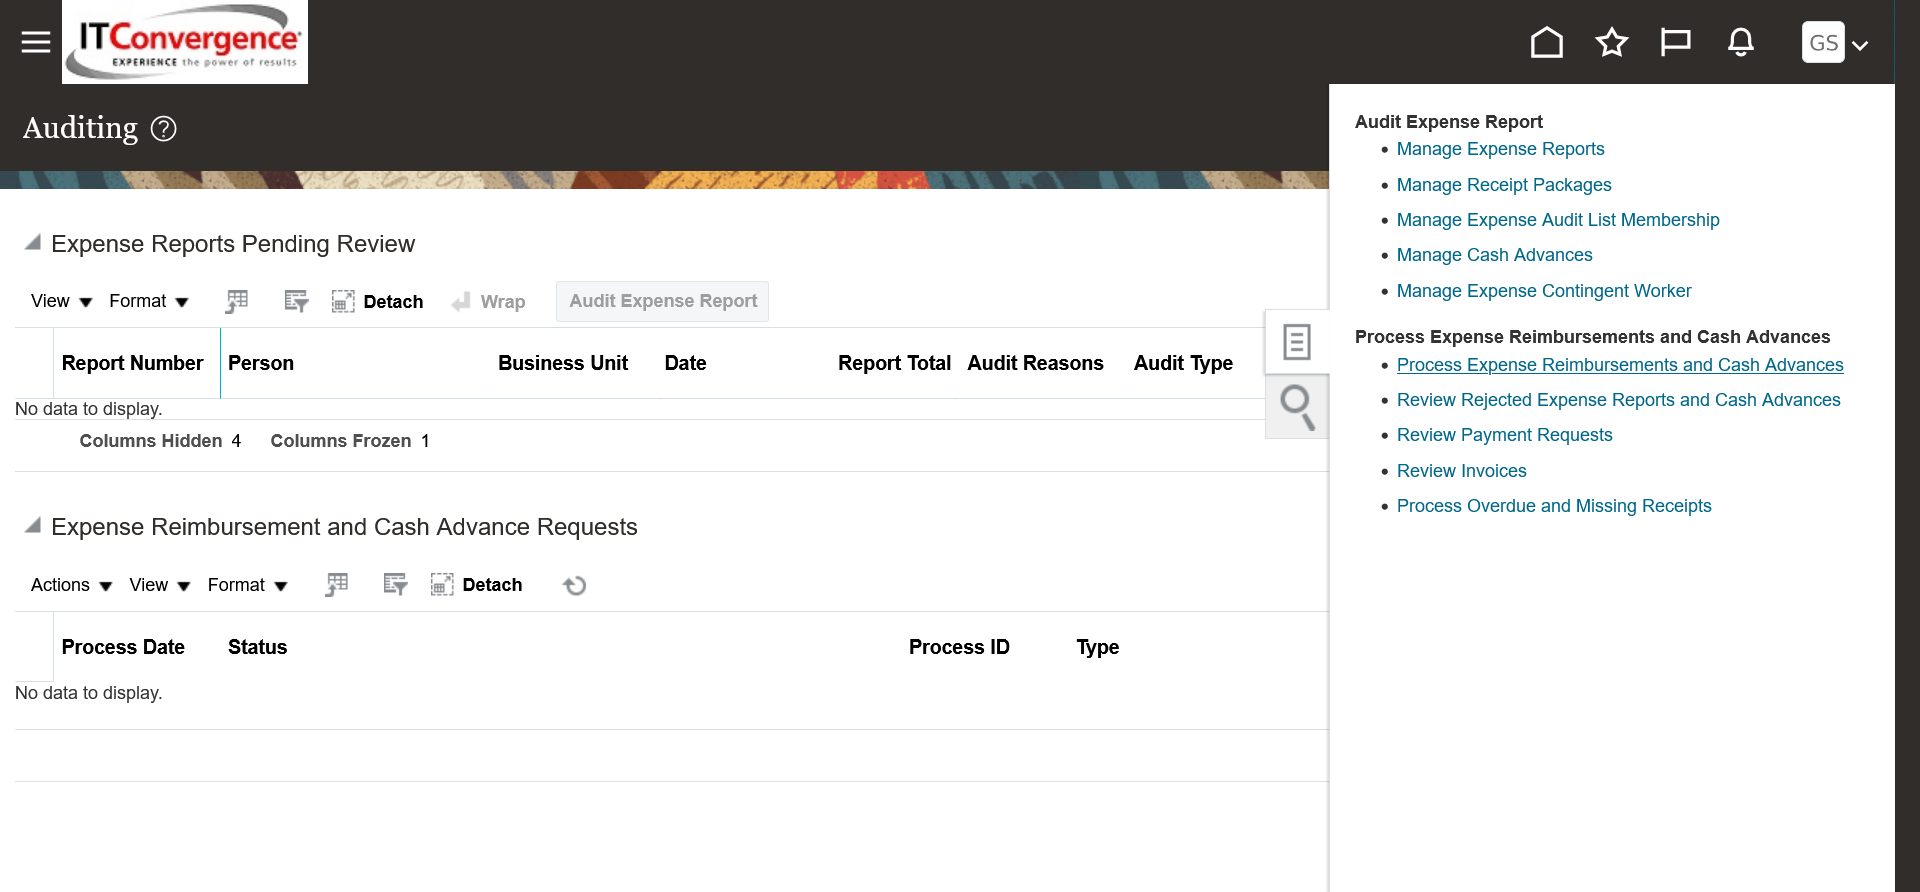 ITConvergence
EXPERIENCE the power of results
GS
Auditing ?
Expense Reports Pending Review
View Format Detach Wrap Audit Expense Report
Report Number Person Business Unit Date Report Total Audit Reasons Audit Type
No data to display.
Columns Hidden 4 Columns Frozen 1
Expense Reimbursement and Cash Advance Requests
Actions View Format Detach
Process Date Status Process ID Type
No data to display.
Audit Expense Report
Manage Expense Reports
Manage Receipt Packages
Manage Expense Audit List Membership
Manage Cash Advances
Manage Expense Contingent Worker
Process Expense Reimbursements and Cash Advances
Process Expense Reimbursements and Cash Advances
Review Rejected Expense Reports and Cash Advances
Review Payment Requests
Review Invoices
Process Overdue and Missing Receipts